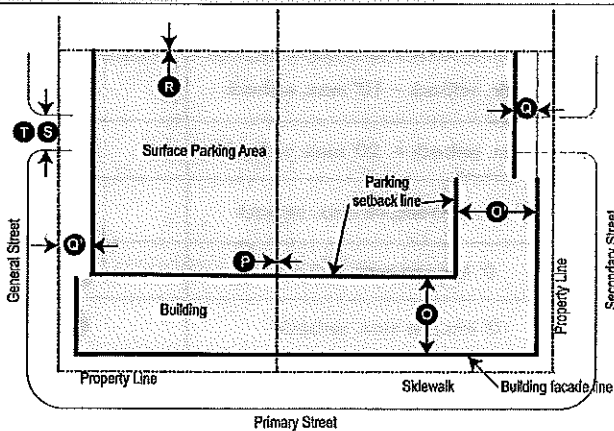 R
Q
T S
Surface Parking Area
Parking
setback line
O
General Street
Q
P
Secondary Street
Property Line
Building
O
Property Line
Sidewalk
Building facade line
Primary Street